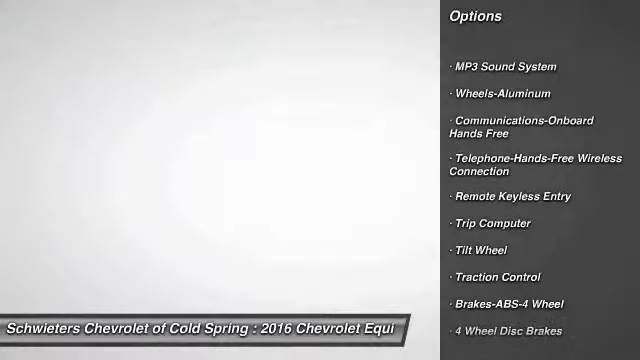 Options
· MP3 Sound System
· Wheels-Aluminum
· Communications-Onboard
Hands Free
· Telephone-Hands-Free Wireless
Connection
· Remote Keyless Entry
· Trip Computer
· Tilt Wheel
· Traction Control
· Brakes-ABS-4 Wheel
· 4 Wheel Disc Brakes
Schwieters Chevrolet of Cold Spring : 2016 Chevrolet Equi